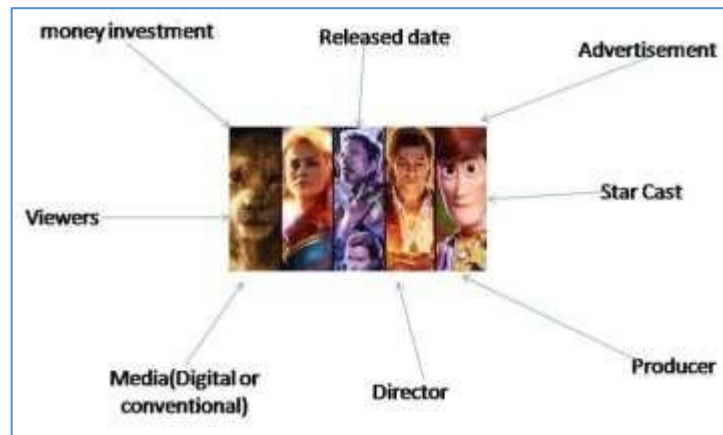 money investment
Released date
Advertisement
Viewers
Star Cast
Media(Digital or
conventional)
Director
Producer